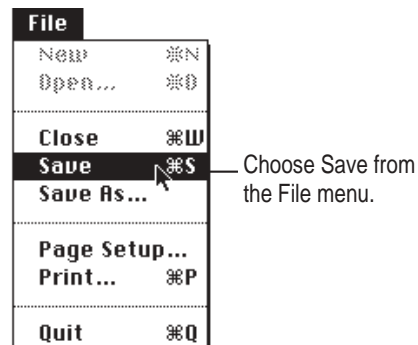 File
New ⌘N
Open... ⌘O
Close ⌘W
Save ⌘S
Save As...
Page Setup...
Print... ⌘P
Quit ⌘Q
Choose Save from
the File menu.